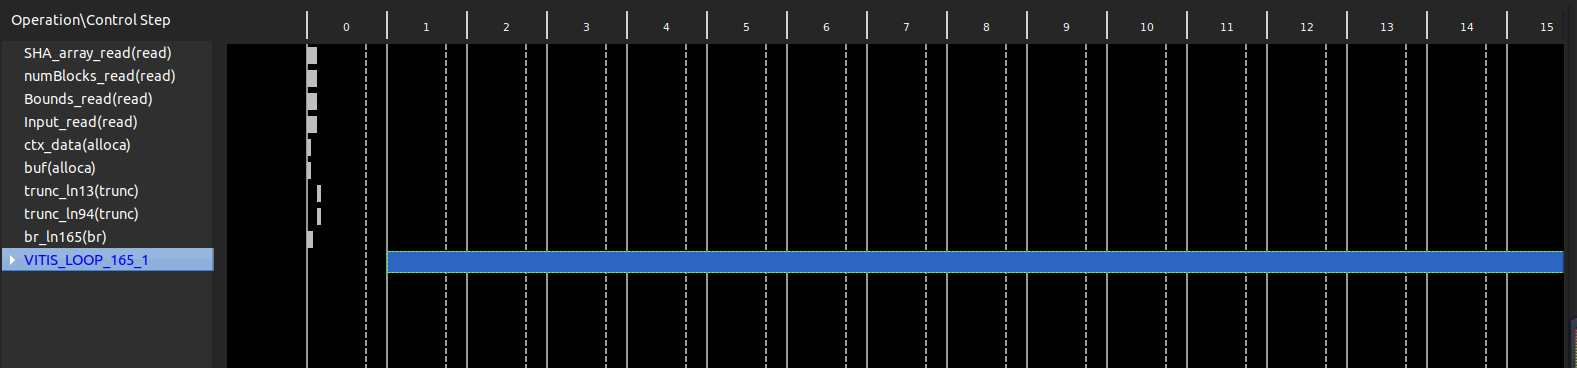 Operation\Control Step 0 1 2 3 4 5 6 7 8 9 10 11 12 13 14 15
SHA_array_read(read)
numBlocks_read(read)
Bounds_read(read)
Input_read(read)
ctx_data(alloca)
buf(alloca)
trunc_ln13(trunc)
trunc_ln94(trunc)
br_ln165(br)
VITIS_LOOP_165_1